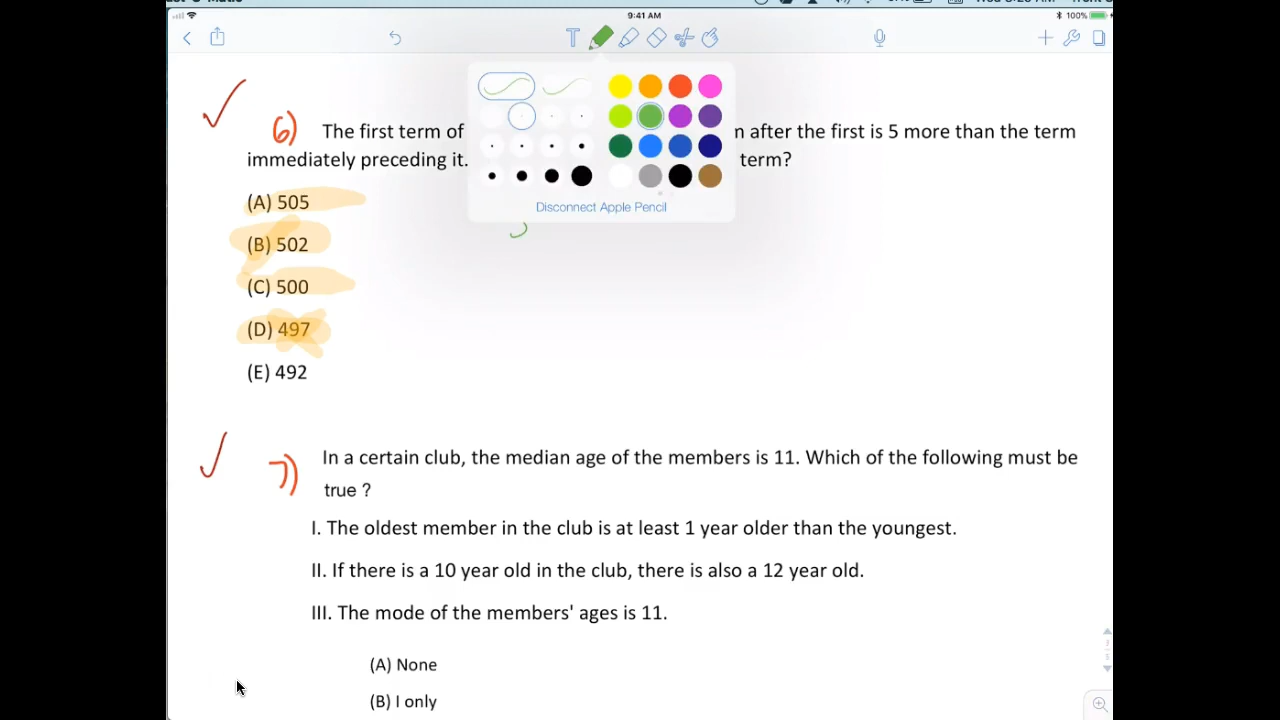 9:41 AM
100%
T
6) The first term of m after the first is 5 more than the term
immediately preceding it. term?
Disconnect Apple Pencil
(A) 505
(B) 502
(C) 500
(D) 497
(E) 492
7) In a certain club, the median age of the members is 11. Which of the following must be
true ?
I. The oldest member in the club is at least 1 year older than the youngest.
II. If there is a 10 year old in the club, there is also a 12 year old.
III. The mode of the members' ages is 11.
(A) None
(B) I only